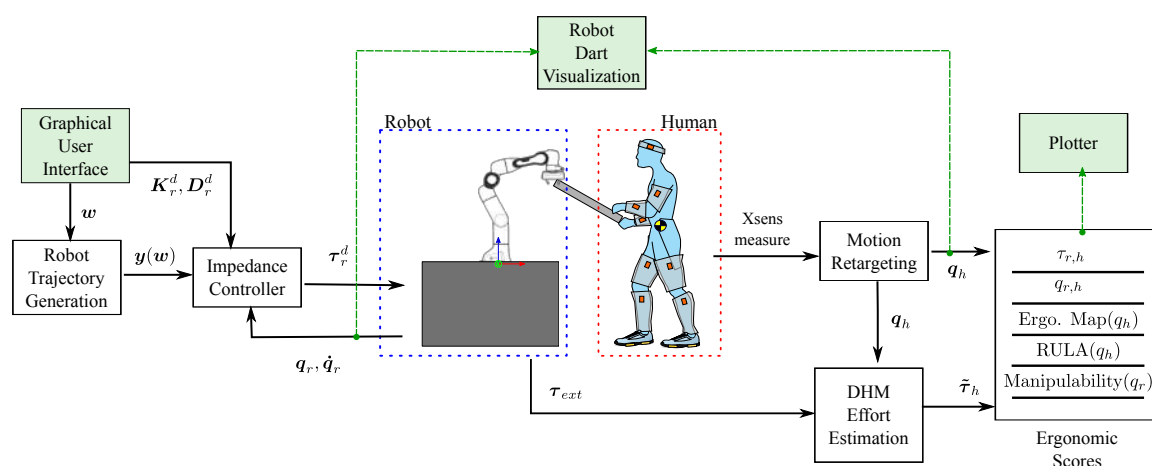 Robot
Dart
Visualization
Graphical
User
Interface
Robot
Human
Plotter
K_r^d, D_r^d
w
Xsens
measure
Robot
Trajectory
Generation
y(w)
Impedance
Controller
τ_r^d
Motion
Retargeting
q_h
τ_{r,h}
q_{r,h}
Ergo. Map(q_h)
RULA(q_h)
Manipulability(q_r)
q_h
q_r, q̇_r
τ_{ext}
DHM
Effort
Estimation
τ̃_h
Ergonomic
Scores